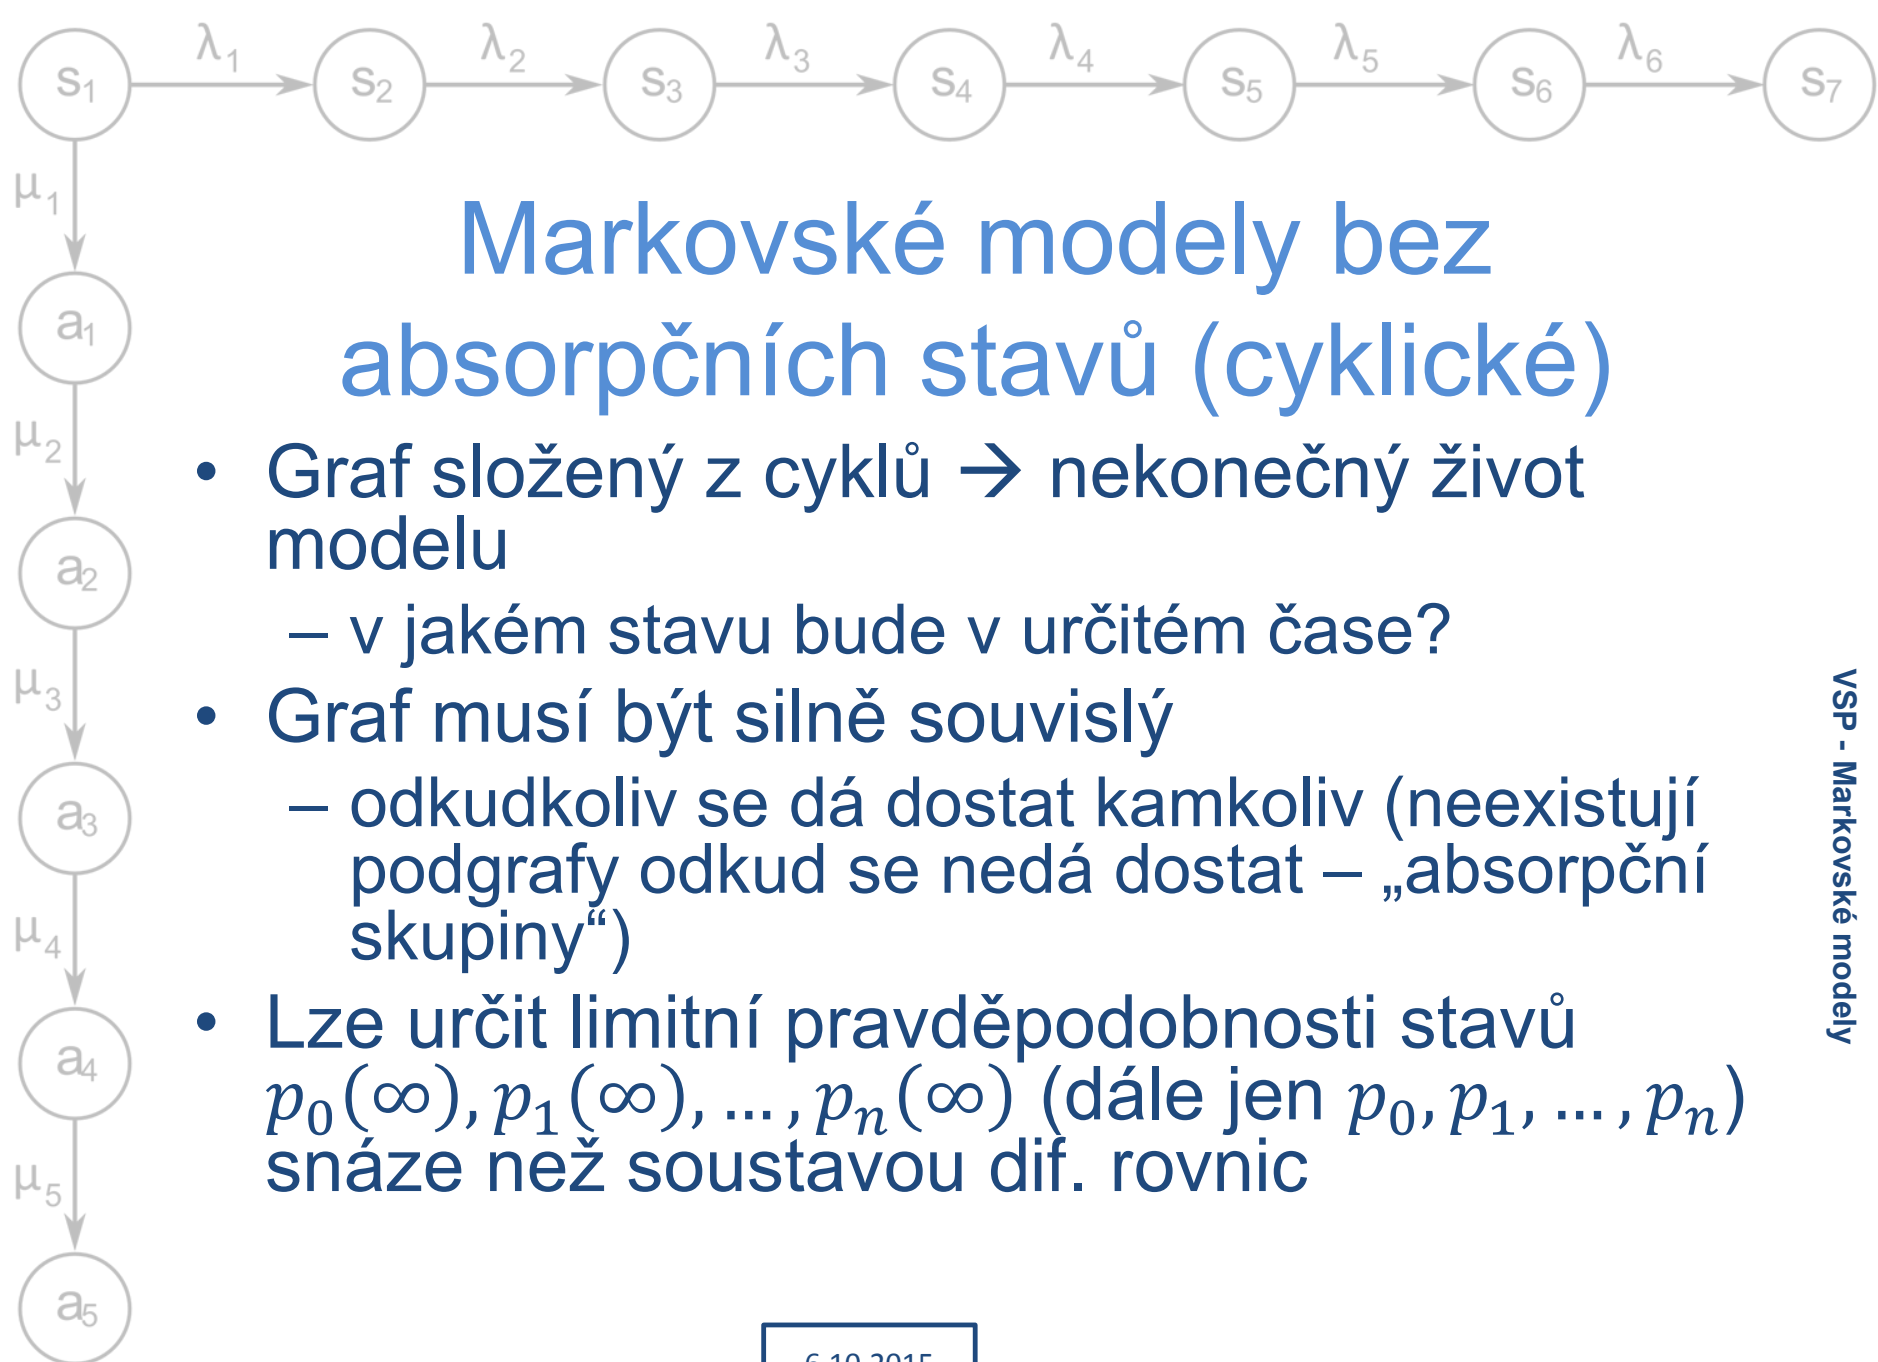 s₁ λ₁ s₂ λ₂ s₃ λ₃ s₄ λ₄ s₅ λ₅ s₆ λ₆ s₇
μ₁
a₁
μ₂
a₂
μ₃
a₃
μ₄
a₄
μ₅
a₅
Markovské modely bez
absorpčních stavů (cyklické)
• Graf složený z cyklů → nekonečný život
modelu
– v jakém stavu bude v určitém čase?
• Graf musí být silně souvislý
– odkudkoliv se dá dostat kamkoliv (neexistují
podgrafy odkud se nedá dostat – „absorpční
skupiny“)
• Lze určit limitní pravděpodobnosti stavů
p₀(∞), p₁(∞), … , pₙ(∞) (dále jen p₀, p₁, … , pₙ)
snáze než soustavou dif. rovnic
VSP - Markovské modely
6.10.2015